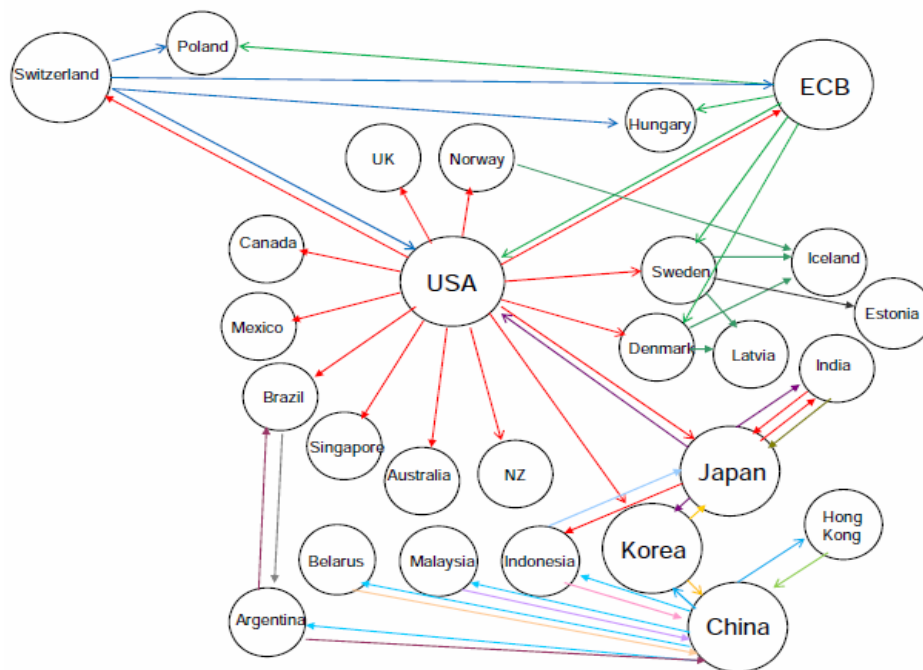 Poland
Switzerland
ECB
Hungary
UK
Norway
Canada
USA
Sweden
Iceland
Mexico
Estonia
Denmark
Latvia
India
Brazil
Singapore
Australia
NZ
Japan
Hong
Kong
Korea
Belarus
Malaysia
Indonesia
Argentina
China